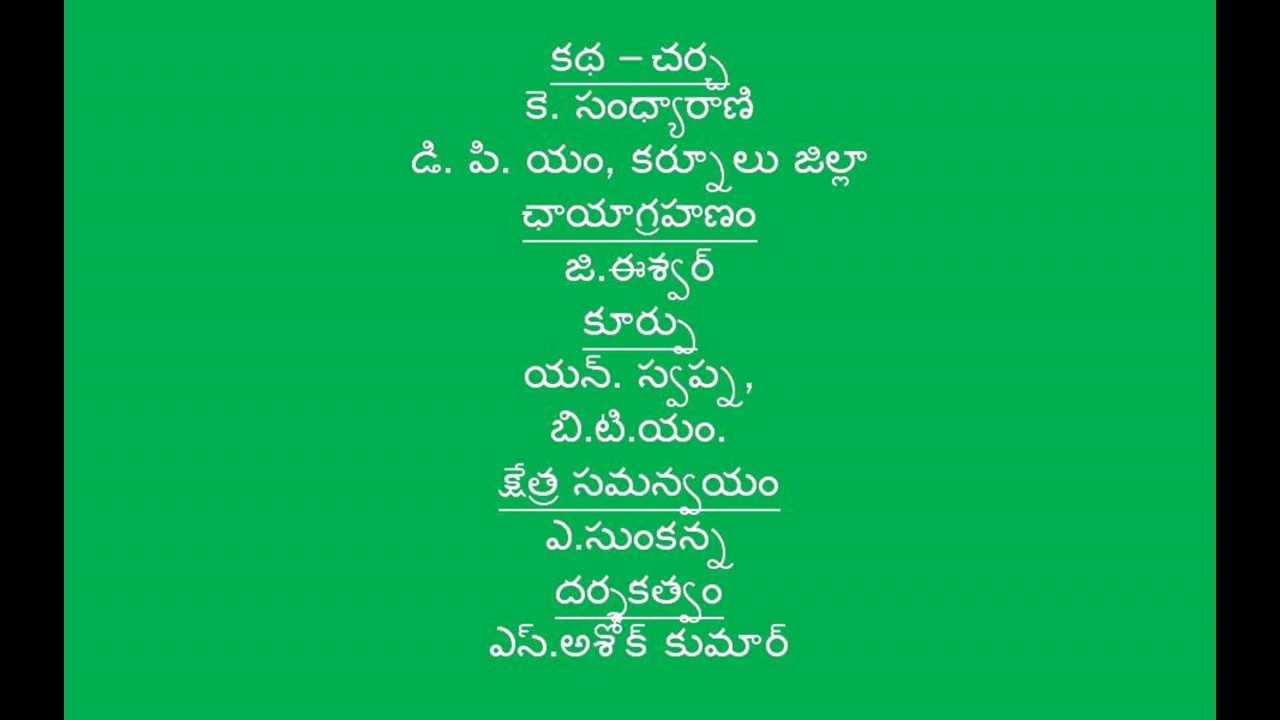 కథ – చర్చ
కె. సంధ్యారాణి
డి. పి. యం, కర్నూలు జిల్లా
ఛాయాగ్రహణం
జి.ఈశ్వర్
కూర్పు
యన్. స్వప్న,
బి.టి.యం.
క్షేత్ర సమన్వయం
ఎ.సుంకన్న
దర్శకత్వం
ఎస్.అశోక్ కుమార్